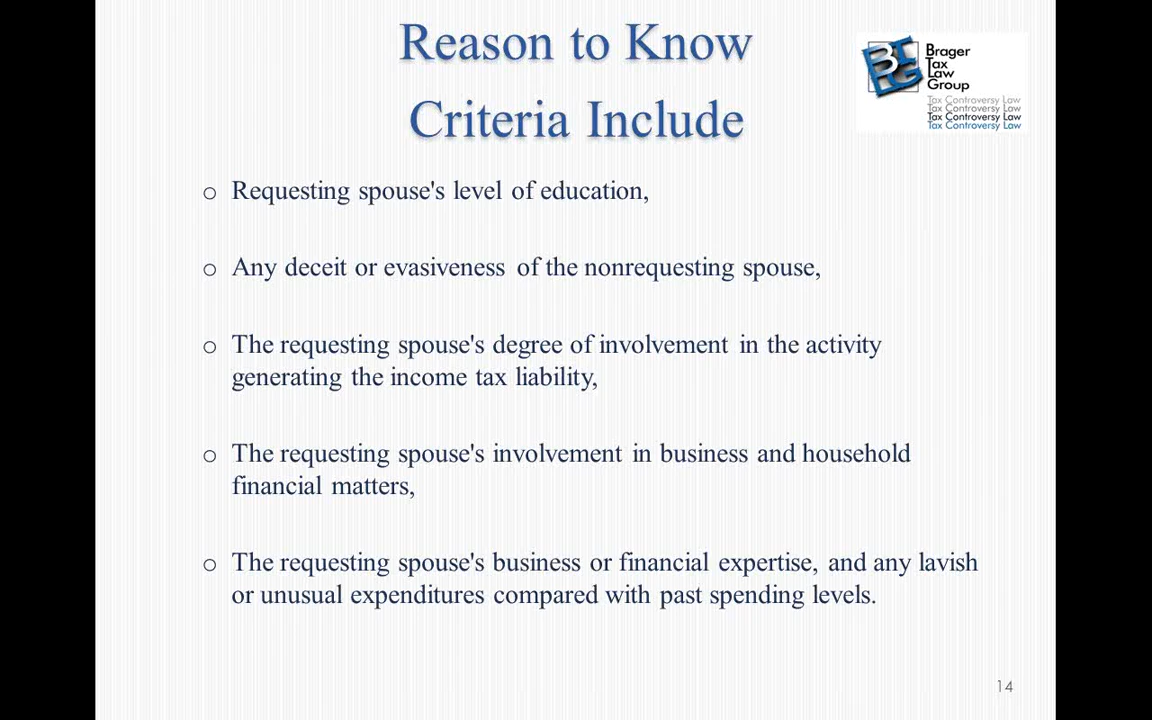 Reason to Know
Criteria Include
BTLG
Brager
Tax
Law
Group
Tax Controversy Law
Tax Controversy Law
Tax Controversy Law
Tax Controversy Law
o Requesting spouse's level of education,
o Any deceit or evasiveness of the nonrequesting spouse,
o The requesting spouse's degree of involvement in the activity
generating the income tax liability,
o The requesting spouse's involvement in business and household
financial matters,
o The requesting spouse's business or financial expertise, and any lavish
or unusual expenditures compared with past spending levels.
14